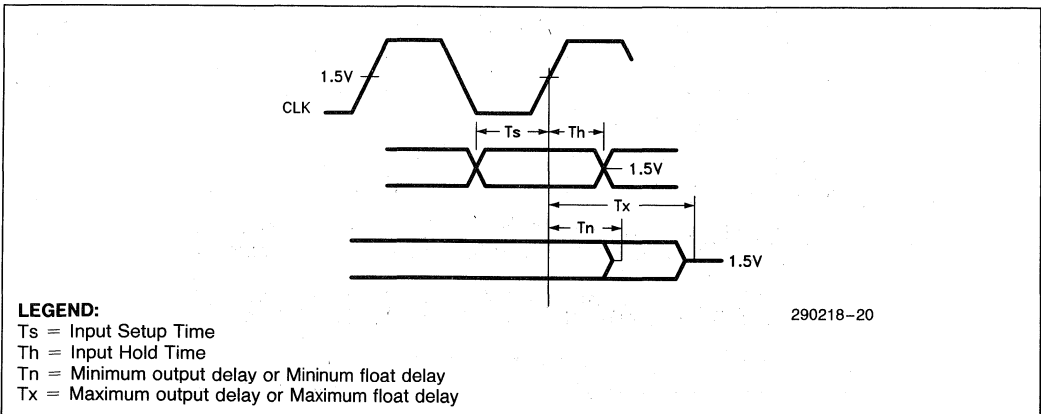 1.5V
CLK
Ts
Th
1.5V
Tx
Tn
1.5V
LEGEND:
290218–20
Ts = Input Setup Time
Th = Input Hold Time
Tn = Minimum output delay or Mininum float delay
Tx = Maximum output delay or Maximum float delay